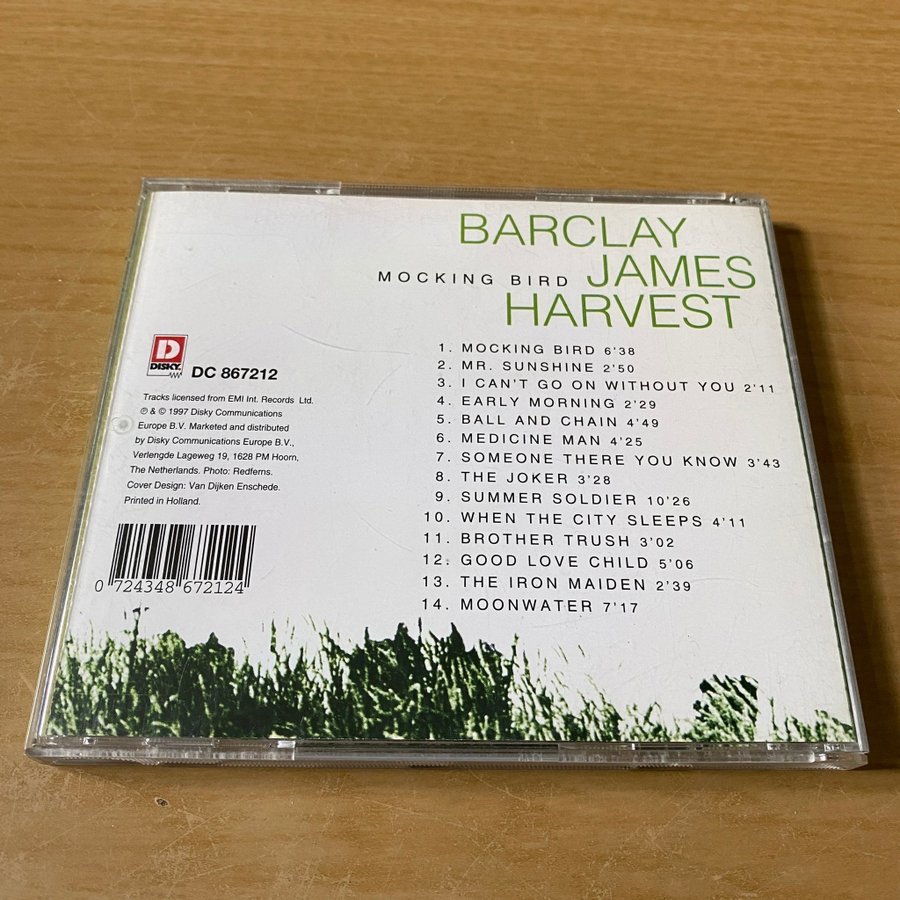 BARCLAY
MOCKING BIRD JAMES
HARVEST
1. MOCKING BIRD 6'38
2. MR. SUNSHINE 2'50
3. I CAN'T GO ON WITHOUT YOU 2'11
4. EARLY MORNING 2'29
5. BALL AND CHAIN 4'49
6. MEDICINE MAN 4'25
7. SOMEONE THERE YOU KNOW 3'43
8. THE JOKER 3'28
9. SUMMER SOLDIER 10'26
10. WHEN THE CITY SLEEPS 4'11
11. BROTHER TRUSH 3'02
12. GOOD LOVE CHILD 5'06
13. THE IRON MAIDEN 2'39
14. MOONWATER 7'17
D
DISKY
DC 867212
Tracks licensed from EMI Int. Records Ltd.
℗ & © 1997 Disky Communications
Europe B.V. Marketed and distributed
by Disky Communications Europe B.V.,
Verlengde Lageweg 19, 1628 PM Hoorn,
The Netherlands. Photo: Redferns.
Cover Design: Van Dijken Enschede.
Printed in Holland.
0 724348 672124